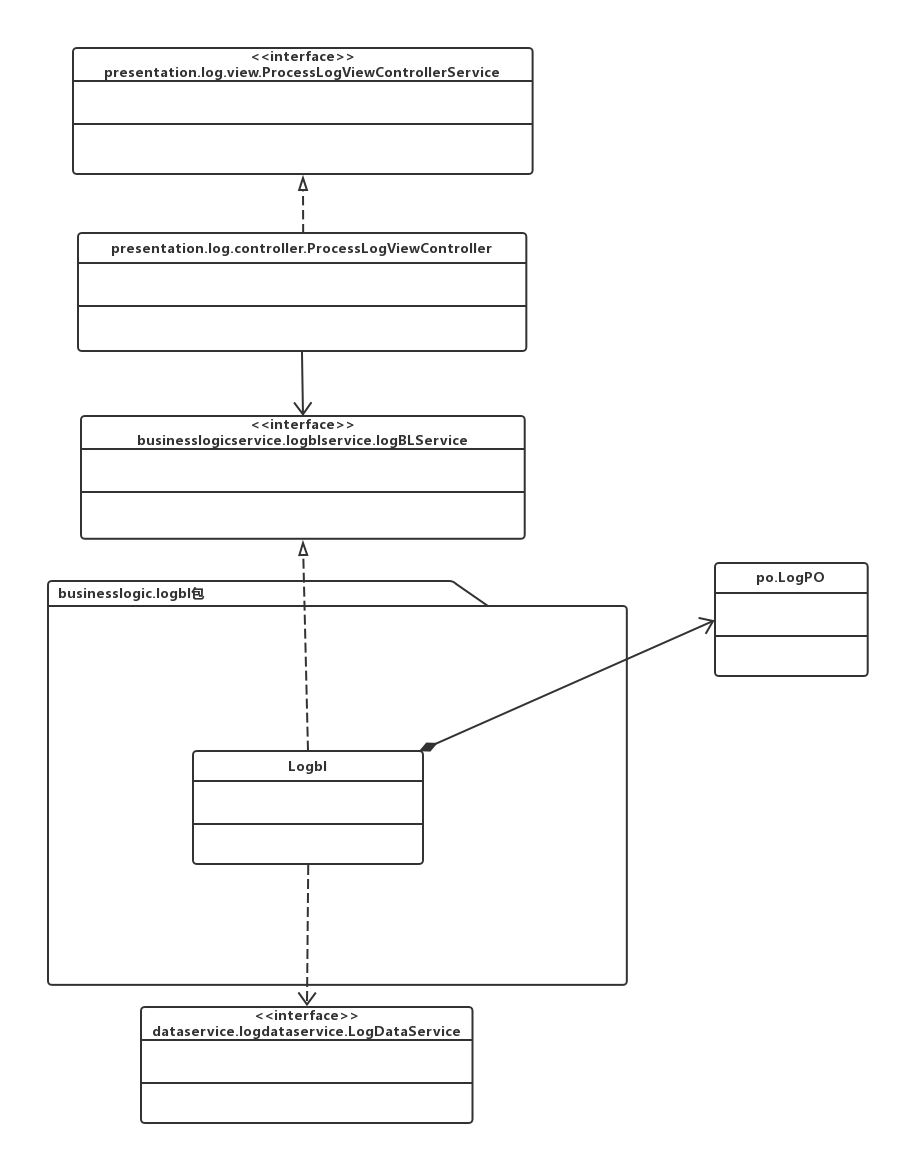 <<interface>>
presentation.log.view.ProcessLogViewControllerService
presentation.log.controller.ProcessLogViewController
<<interface>>
businesslogicservice.logblservice.logBLService
businesslogic.logbl包
po.LogPO
Logbl
<<interface>>
dataservice.logdataservice.LogDataService